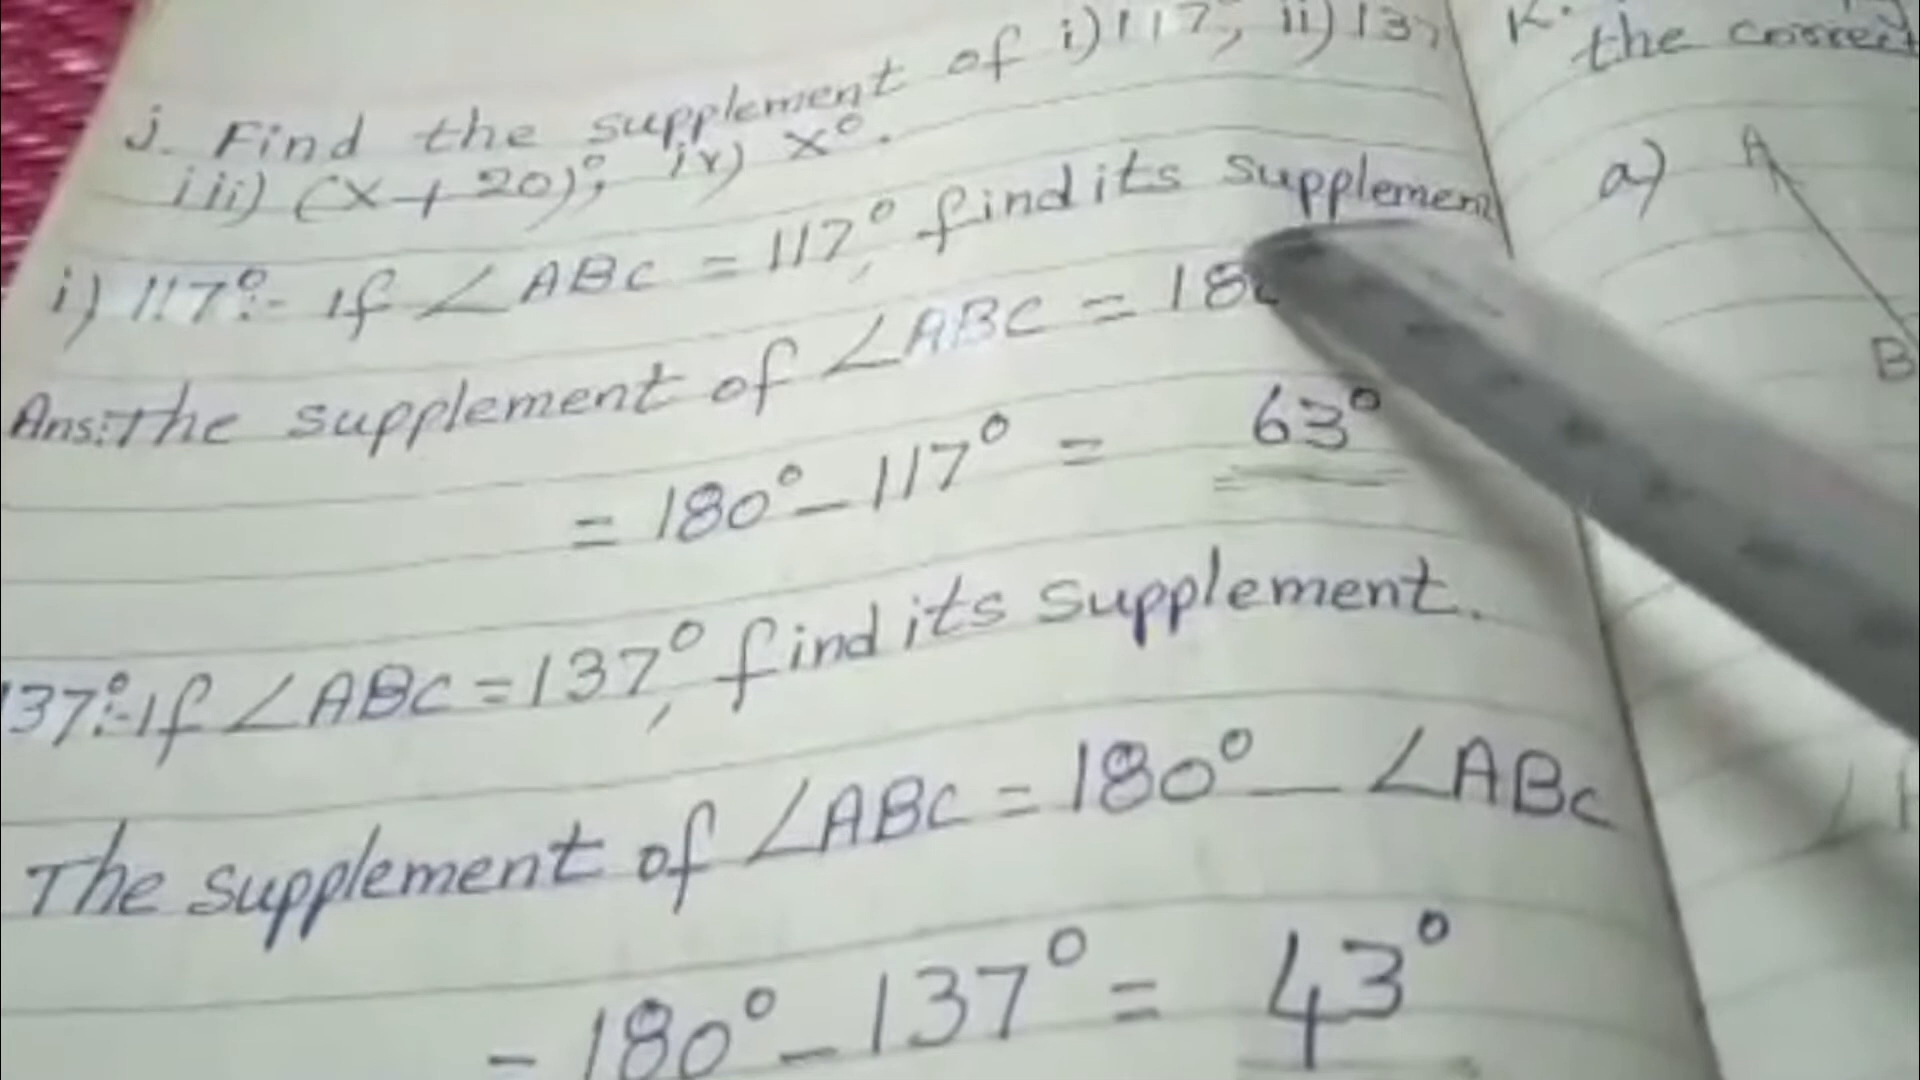 j. Find the supplement of i) 117°, ii) 137
iii) (x + 20)°, iv) x°.
i) 117°:- If ∠ABC = 117°, find its supplemen
Ans: The supplement of ∠ABC = 18
= 180° - 117° = 63°
137°:- If ∠ABC = 137°, find its supplement.
The supplement of ∠ABC = 180° - ∠ABC
= 180° - 137° = 43°
K.
the correct
a) A
B